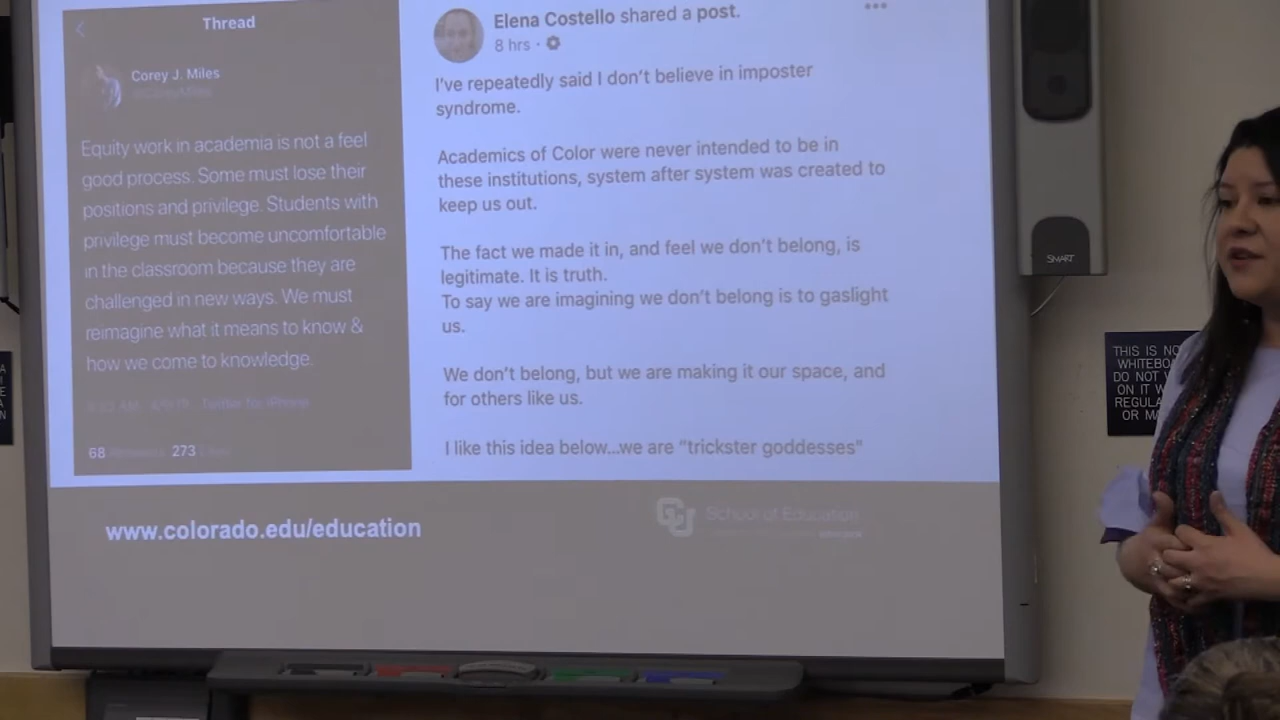 Thread
Corey J. Miles
@CoreyMiles
Equity work in academia is not a feel
good process. Some must lose their
positions and privilege. Students with
privilege must become uncomfortable
in the classroom because they are
challenged in new ways. We must
reimagine what it means to know &
how we come to knowledge.
Twitter for iPhone
68 Retweets 273 Likes
Elena Costello shared a post.
8 hrs ·
I've repeatedly said I don't believe in imposter
syndrome.
Academics of Color were never intended to be in
these institutions, system after system was created to
keep us out.
The fact we made it in, and feel we don't belong, is
legitimate. It is truth.
To say we are imagining we don't belong is to gaslight
us.
We don't belong, but we are making it our space, and
for others like us.
I like this idea below...we are "trickster goddesses"
www.colorado.edu/education
CU
School of Education
SMART
THIS IS NO
WHITEBO
DO NOT
ON IT W
REGULA
OR MA